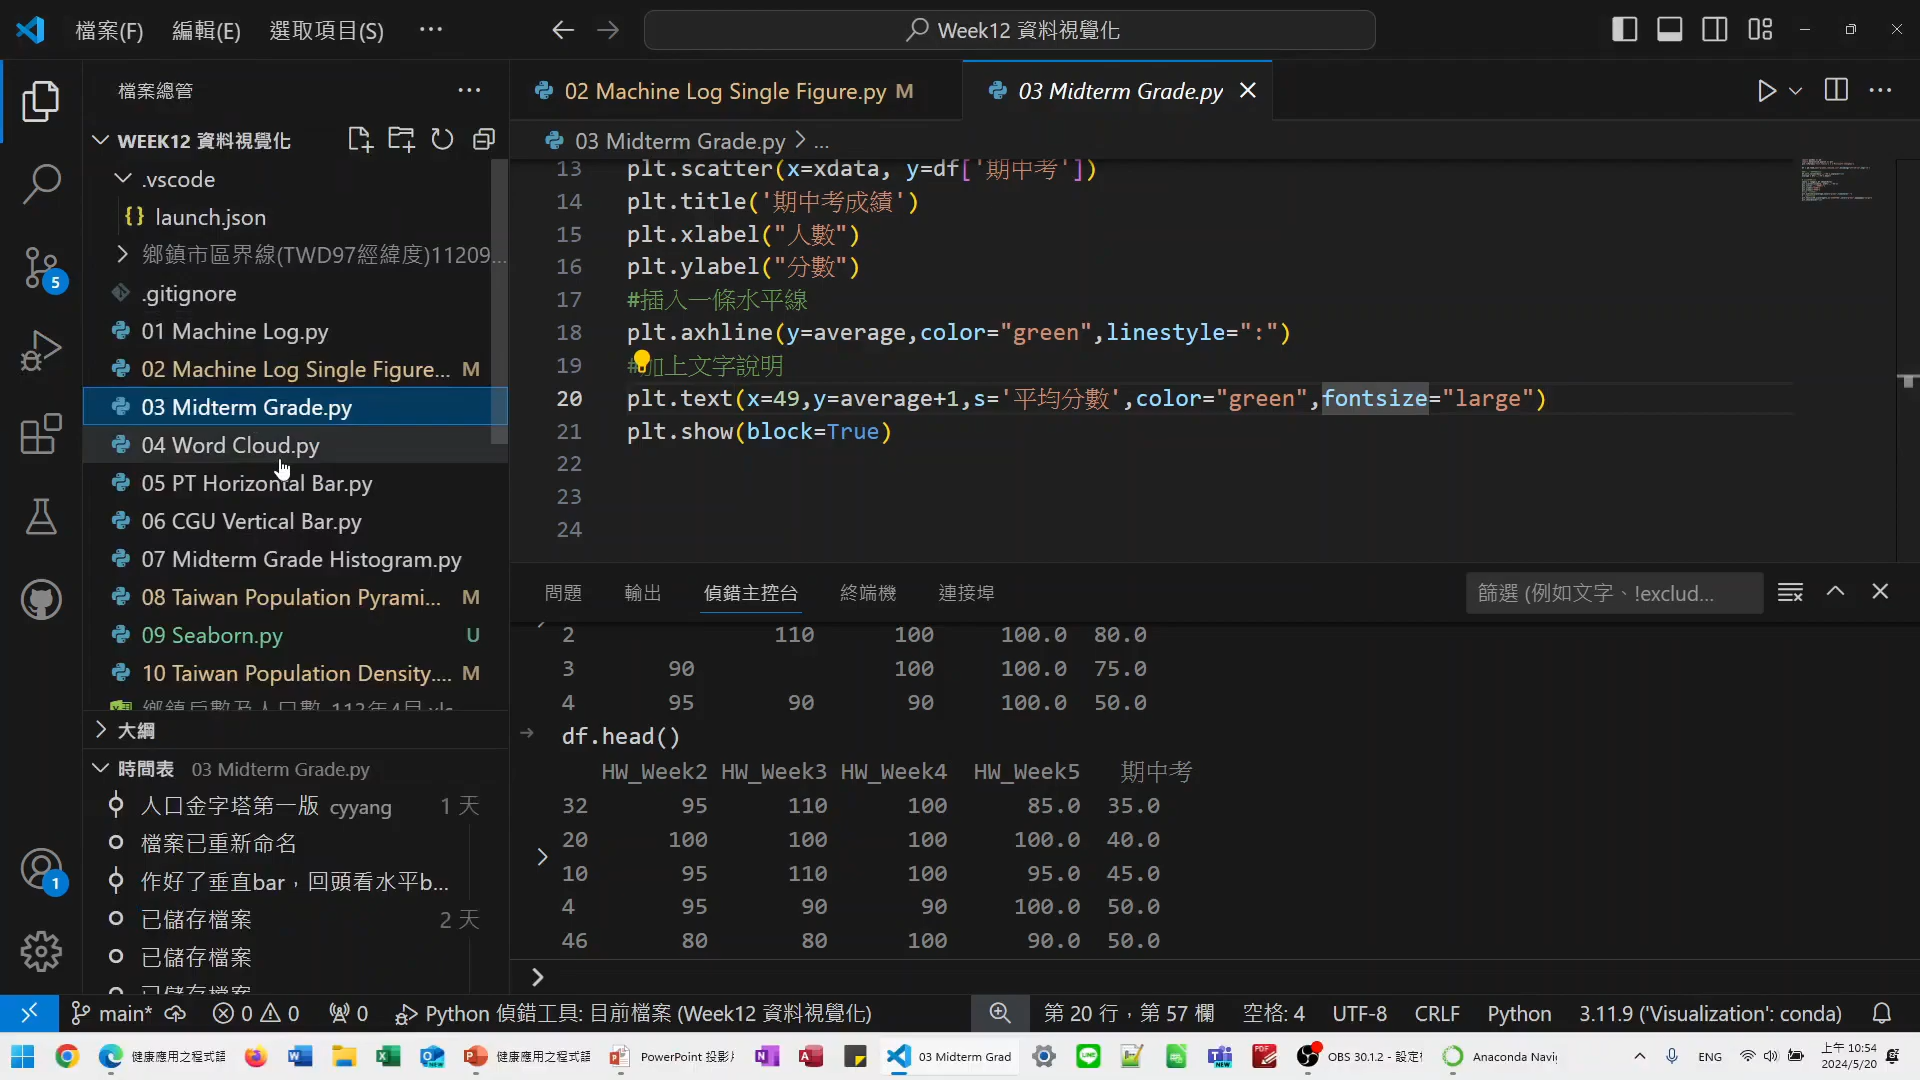 檔案(F) 編輯(E) 選取項目(S) ··· Week12 資料視覺化
檔案總管 ···
WEEK12 資料視覺化
.vscode
{} launch.json
鄉鎮市區界線(TWD97經緯度)11209...
.gitignore
01 Machine Log.py
02 Machine Log Single Figure... M
03 Midterm Grade.py
04 Word Cloud.py
05 PT Horizontal Bar.py
06 CGU Vertical Bar.py
07 Midterm Grade Histogram.py
08 Taiwan Population Pyrami... M
09 Seaborn.py U
10 Taiwan Population Density.... M
大綱
時間表 03 Midterm Grade.py
人口金字塔第一版 cyyang 1 天
檔案已重新命名
作好了垂直bar，回頭看水平b...
已儲存檔案 2 天
已儲存檔案
已儲存檔案
5
1
02 Machine Log Single Figure.py M
03 Midterm Grade.py
03 Midterm Grade.py > ...
13 plt.scatter(x=xdata, y=df['期中考'])
14 plt.title('期中考成績')
15 plt.xlabel("人數")
16 plt.ylabel("分數")
17 #插入一條水平線
18 plt.axhline(y=average,color="green",linestyle=":")
19 #加上文字說明
20 plt.text(x=49,y=average+1,s='平均分數',color="green",fontsize="large")
21 plt.show(block=True)
22
23
24
問題 輸出 偵錯主控台 終端機 連接埠 篩選 (例如文字、!exclud...
2 110 100 100.0 80.0
3 90 100 100.0 75.0
4 95 90 90 100.0 50.0
df.head()
HW_Week2 HW_Week3 HW_Week4 HW_Week5 期中考
32 95 110 100 85.0 35.0
20 100 100 100 100.0 40.0
10 95 110 100 95.0 45.0
4 95 90 90 100.0 50.0
46 80 80 100 90.0 50.0
main* 0 0 0 Python 偵錯工具: 目前檔案 (Week12 資料視覺化) 第 20 行，第 57 欄 空格: 4 UTF-8 CRLF Python 3.11.9 ('Visualization': conda)
健康應用之程式語 健康應用之程式語 PowerPoint 投影片 03 Midterm Grad OBS 30.1.2 - 設定 Anaconda Navig ENG 上午 10:54
2024/5/20